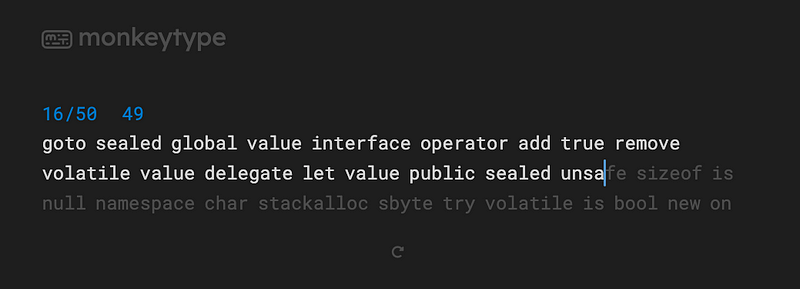 monkeytype
16/50 49
goto sealed global value interface operator add true remove
volatile value delegate let value public sealed unsafe sizeof is
null namespace char stackalloc sbyte try volatile is bool new on